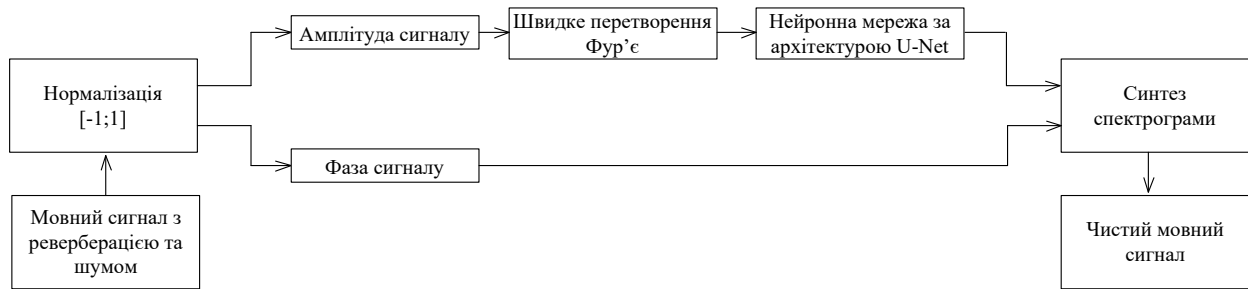 Амплітуда сигналу
Швидке перетворення
Фур’є
Нейронна мережа за
архітектурою U-Net
Нормалізація
[-1;1]
Синтез
спектрограми
Фаза сигналу
Мовний сигнал з
реверберацією та
шумом
Чистий мовний
сигнал